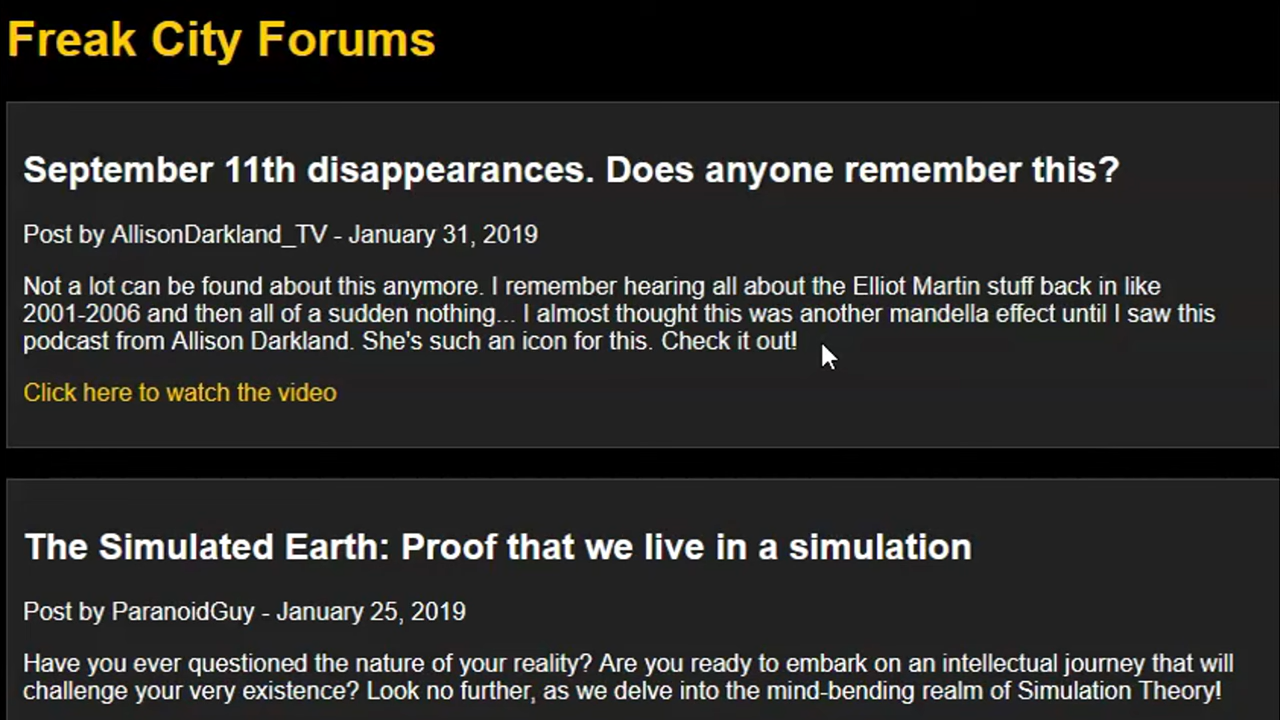 Freak City Forums
September 11th disappearances. Does anyone remember this?
Post by AllisonDarkland_TV - January 31, 2019
Not a lot can be found about this anymore. I remember hearing all about the Elliot Martin stuff back in like
2001-2006 and then all of a sudden nothing... I almost thought this was another mandella effect until I saw this
podcast from Allison Darkland. She's such an icon for this. Check it out!
Click here to watch the video
The Simulated Earth: Proof that we live in a simulation
Post by ParanoidGuy - January 25, 2019
Have you ever questioned the nature of your reality? Are you ready to embark on an intellectual journey that will
challenge your very existence? Look no further, as we delve into the mind-bending realm of Simulation Theory!